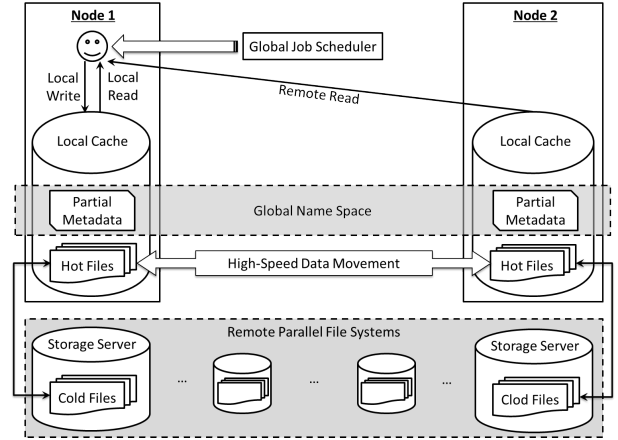 Node 1
Node 2
Global Job Scheduler
Local
Write
Local
Read
Remote Read
Local Cache
Local Cache
Partial
Metadata
Global Name Space
Partial
Metadata
Hot Files
High-Speed Data Movement
Hot Files
Remote Parallel File Systems
Storage Server
Storage Server
...
...
...
Cold Files
Clod Files